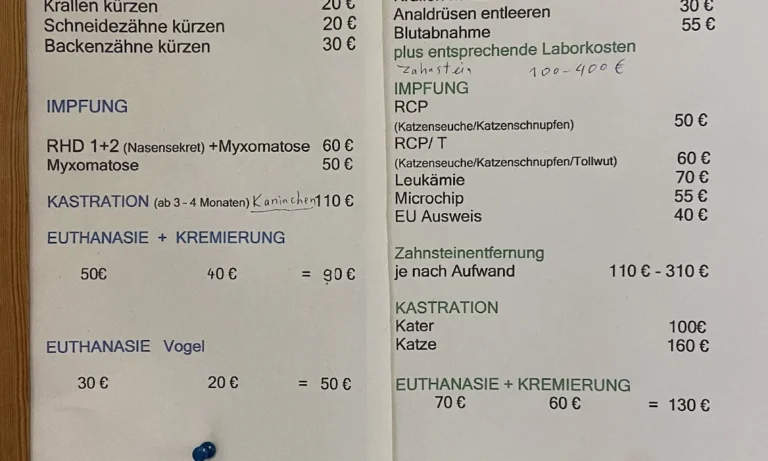 Krallen kürzen 20 €
Schneidezähne kürzen 20 €
Backenzähne kürzen 30 €
IMPFUNG
RHD 1+2 (Nasensekret) +Myxomatose 60 €
Myxomatose 50 €
KASTRATION (ab 3 - 4 Monaten) Kaninchen 110 €
EUTHANASIE + KREMIERUNG
50€ 40 € = 90 €
EUTHANASIE Vogel
30 € 20 € = 50 €
30 €
Analdrüsen entleeren
Blutabnahme 55 €
plus entsprechende Laborkosten
Zahnstein 100-400 €
IMPFUNG
RCP
(Katzenseuche/Katzenschnupfen) 50 €
RCP/ T
(Katzenseuche/Katzenschnupfen/Tollwut) 60 €
Leukämie 70 €
Microchip 55 €
EU Ausweis 40 €
Zahnsteinentfernung
je nach Aufwand 110 € - 310 €
KASTRATION
Kater 100€
Katze 160 €
EUTHANASIE + KREMIERUNG
70 € 60 € = 130 €